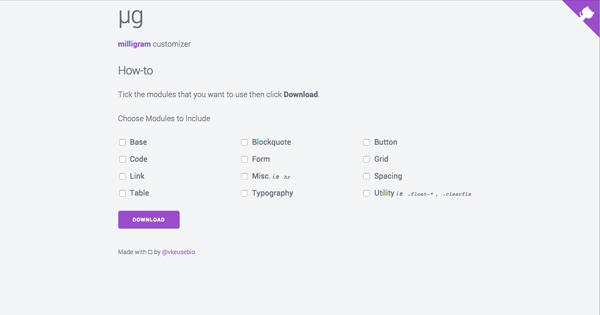 µg
milligram customizer
How-to
Tick the modules that you want to use then click Download.
Choose Modules to Include
Base Blockquote Button
Code Form Grid
Link Misc. i.e hr Spacing
Table Typography Utility i.e .float-* , .clearfix
DOWNLOAD
Made with □ by @vkeusebio